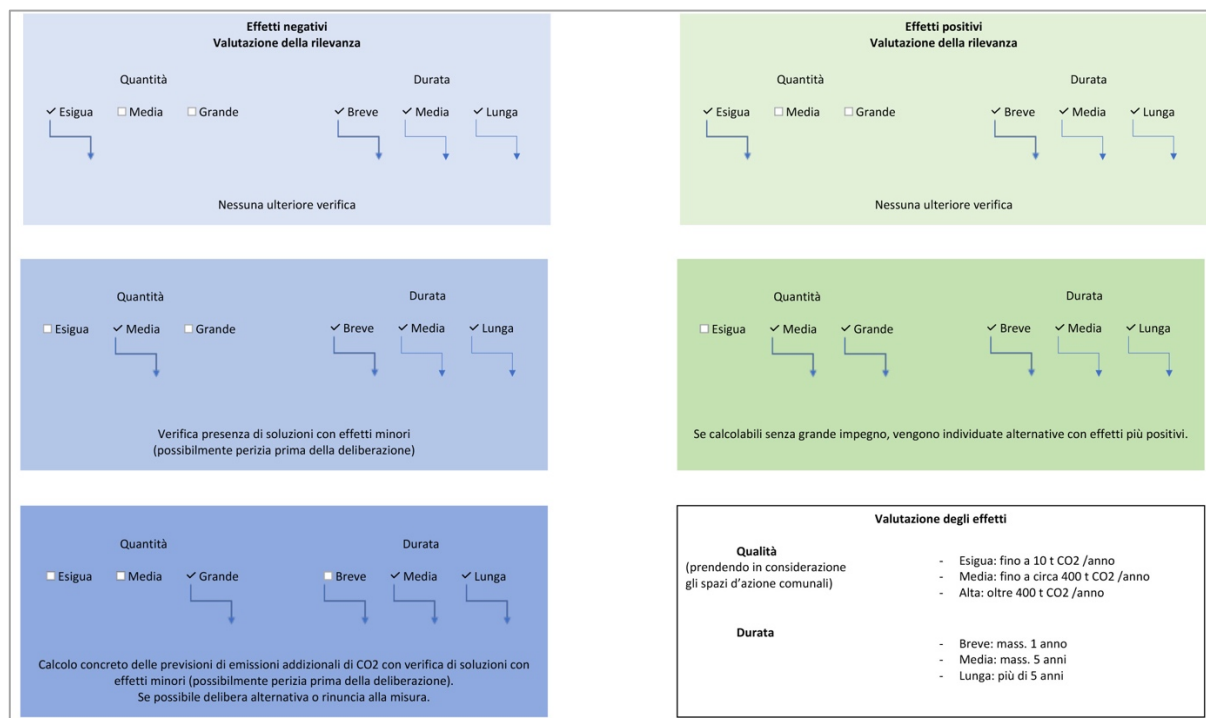 Effetti negativi
Valutazione della rilevanza
Quantità Durata
✓ Esigua ☐ Media ☐ Grande ✓ Breve ✓ Media ✓ Lunga
Nessuna ulteriore verifica
Effetti positivi
Valutazione della rilevanza
Quantità Durata
✓ Esigua ☐ Media ☐ Grande ✓ Breve ✓ Media ✓ Lunga
Nessuna ulteriore verifica
Quantità Durata
☐ Esigua ✓ Media ☐ Grande ✓ Breve ✓ Media ✓ Lunga
Verifica presenza di soluzioni con effetti minori
(possibilmente perizia prima della deliberazione)
Quantità Durata
☐ Esigua ✓ Media ✓ Grande ✓ Breve ✓ Media ✓ Lunga
Se calcolabili senza grande impegno, vengono individuate alternative con effetti più positivi.
Quantità Durata
☐ Esigua ☐ Media ✓ Grande ☐ Breve ✓ Media ✓ Lunga
Calcolo concreto delle previsioni di emissioni addizionali di CO2 con verifica di soluzioni con
effetti minori (possibilmente perizia prima della deliberazione).
Se possibile delibera alternativa o rinuncia alla misura.
Valutazione degli effetti
Qualità
(prendendo in considerazione
gli spazi d'azione comunali)
- Esigua: fino a 10 t CO2 /anno
- Media: fino a circa 400 t CO2 /anno
- Alta: oltre 400 t CO2 /anno
Durata
- Breve: mass. 1 anno
- Media: mass. 5 anni
- Lunga: più di 5 anni